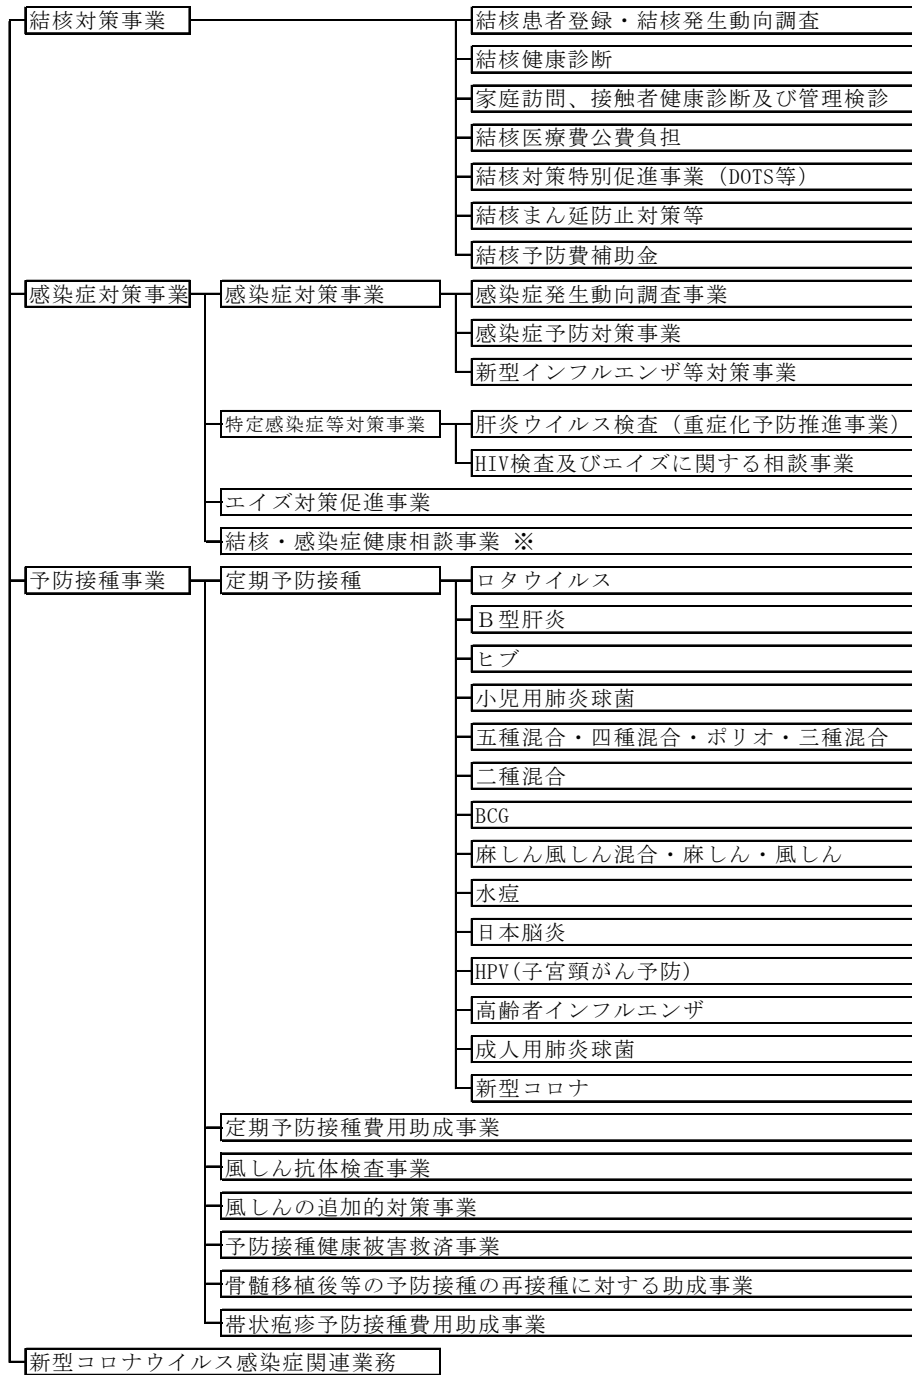 結核対策事業
結核患者登録・結核発生動向調査
結核健康診断
家庭訪問、接触者健康診断及び管理検診
結核医療費公費負担
結核対策特別促進事業（DOTS等）
結核まん延防止対策等
結核予防費補助金
感染症対策事業
感染症対策事業
感染症発生動向調査事業
感染症予防対策事業
新型インフルエンザ等対策事業
特定感染症等対策事業
肝炎ウイルス検査（重症化予防推進事業）
HIV検査及びエイズに関する相談事業
エイズ対策促進事業
結核・感染症健康相談事業 ※
予防接種事業
定期予防接種
ロタウイルス
Ｂ型肝炎
ヒブ
小児用肺炎球菌
五種混合・四種混合・ポリオ・三種混合
二種混合
BCG
麻しん風しん混合・麻しん・風しん
水痘
日本脳炎
HPV(子宮頸がん予防)
高齢者インフルエンザ
成人用肺炎球菌
新型コロナ
定期予防接種費用助成事業
風しん抗体検査事業
風しんの追加的対策事業
予防接種健康被害救済事業
骨髄移植後等の予防接種の再接種に対する助成事業
帯状疱疹予防接種費用助成事業
新型コロナウイルス感染症関連業務